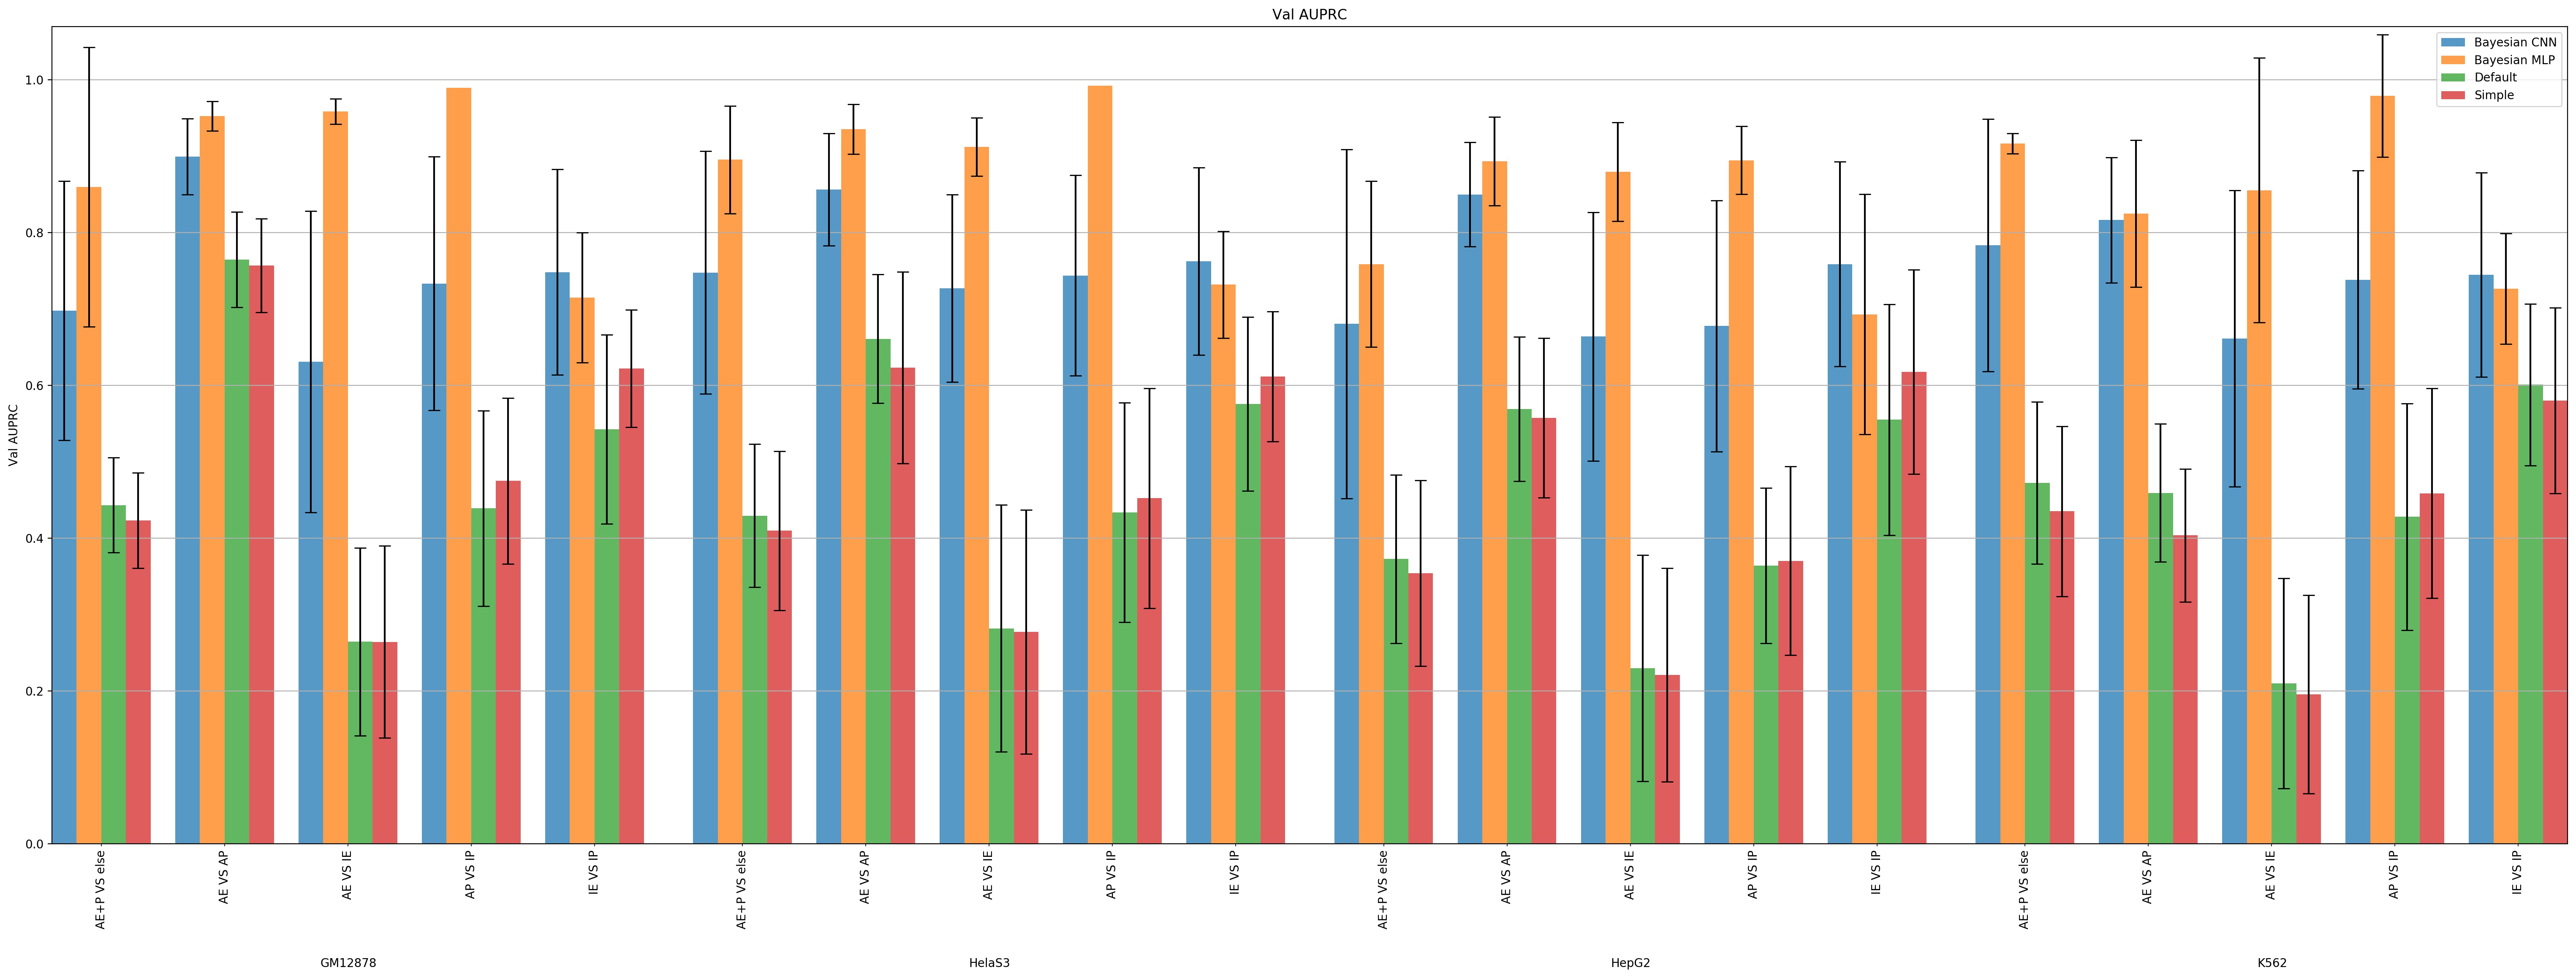 Val AUPRC
Bayesian CNN
Bayesian MLP
Default
Simple
Val AUPRC
1.0
0.8
0.6
0.4
0.2
0.0
AE+P VS else
AE VS AP
AE VS IE
AP VS IP
IE VS IP
AE+P VS else
AE VS AP
AE VS IE
AP VS IP
IE VS IP
AE+P VS else
AE VS AP
AE VS IE
AP VS IP
IE VS IP
AE+P VS else
AE VS AP
AE VS IE
AP VS IP
IE VS IP
GM12878
HelaS3
HepG2
K562